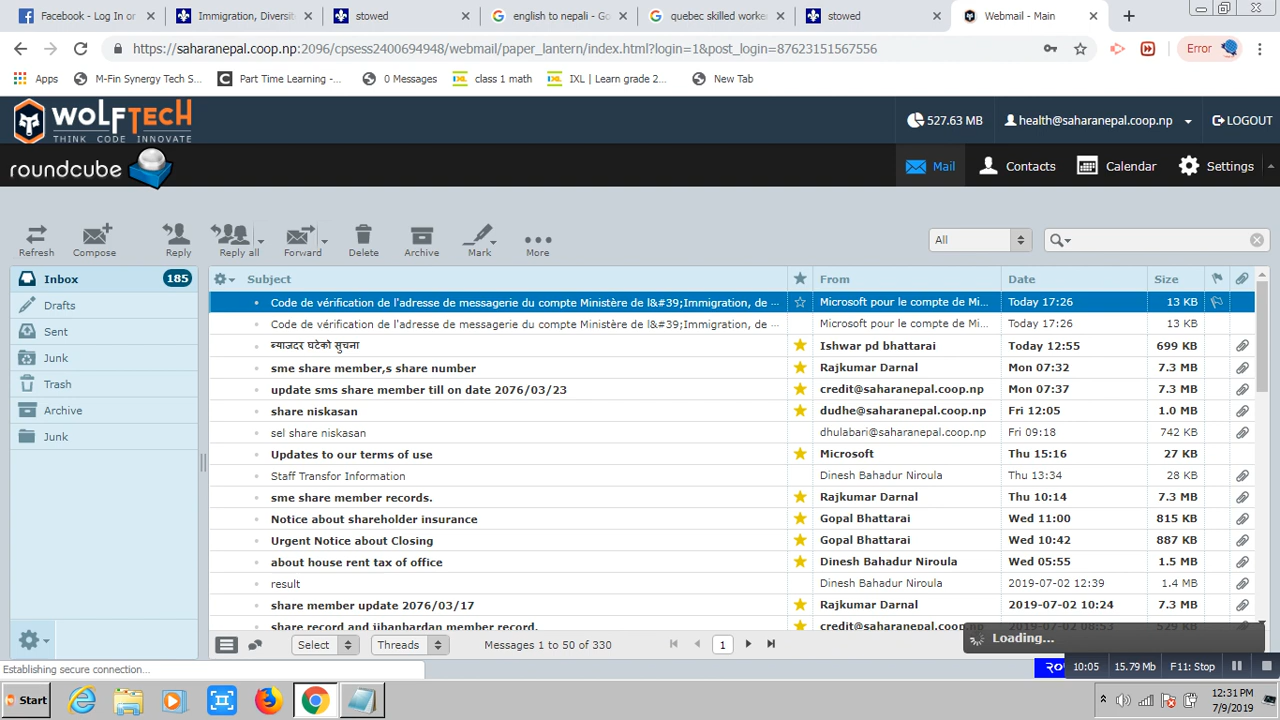 Facebook - Log In or
Immigration, Diversit
stowed
english to nepali - G
quebec skilled work
stowed
Webmail - Main
https://saharanepal.coop.np:2096/cpsess2400694948/webmail/paper_lantern/index.html?login=1&post_login=87623151567556
Error
Apps
M-Fin Synergy Tech S...
Part Time Learning -...
0 Messages
class 1 math
IXL | Learn grade 2...
New Tab
WOLFTECH
THINK CODE INNOVATE
527.63 MB
health@saharanepal.coop.np
LOGOUT
roundcube
Mail
Contacts
Calendar
Settings
Refresh
Compose
Reply
Reply all
Forward
Delete
Archive
Mark
More
All
Inbox 185
Drafts
Sent
Junk
Trash
Archive
Junk
Subject From Date Size
Code de vérification de l'adresse de messagerie du compte Ministère de l&#39;Immigration, de ... Microsoft pour le compte de Mi... Today 17:26 13 KB
Code de vérification de l'adresse de messagerie du compte Ministère de l&#39;Immigration, de ... Microsoft pour le compte de Mi... Today 17:26 13 KB
ब्याजदर घटेको सुचना Ishwar pd bhattarai Today 12:55 699 KB
sme share member,s share number Rajkumar Darnal Mon 07:32 7.3 MB
update sms share member till on date 2076/03/23 credit@saharanepal.coop.np Mon 07:37 7.3 MB
share niskasan dudhe@saharanepal.coop.np Fri 12:05 1.0 MB
sel share niskasan dhulabari@saharanepal.coop.np Fri 09:18 742 KB
Updates to our terms of use Microsoft Thu 15:16 27 KB
Staff Transfor Information Dinesh Bahadur Niroula Thu 13:34 28 KB
sme share member records. Rajkumar Darnal Thu 10:14 7.3 MB
Notice about shareholder insurance Gopal Bhattarai Wed 11:00 815 KB
Urgent Notice about Closing Gopal Bhattarai Wed 10:42 887 KB
about house rent tax of office Dinesh Bahadur Niroula Wed 05:55 1.5 MB
result Dinesh Bahadur Niroula 2019-07-02 12:39 1.4 MB
share member update 2076/03/17 Rajkumar Darnal 2019-07-02 10:24 7.3 MB
share record and jibanbardan member record. credit@saharanepal.coop.np 2019-07-02 08:53 529 KB
Loading...
Select
Threads
Messages 1 to 50 of 330
1
Establishing secure connection...
10:05
15.79 Mb
F11: Stop
Start
12:31 PM
7/9/2019